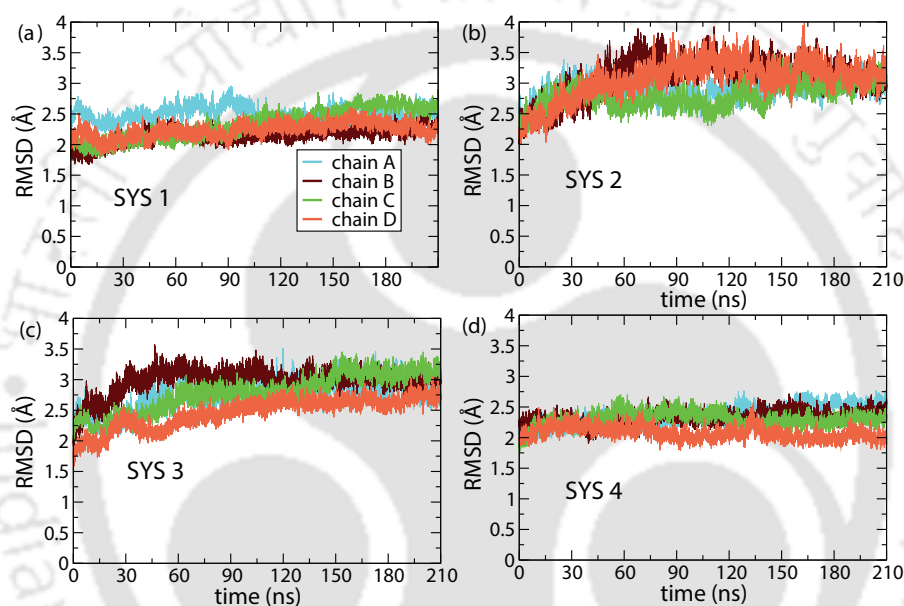 (a)
4
3.5
3
2.5
2
1.5
1
0.5
0
RMSD (Å)
SYS 1
chain A
chain B
chain C
chain D
0 30 60 90 120 150 180
(b)
4
3.5
3
2.5
2
1.5
1
0.5
0
RMSD (Å)
SYS 2
0 30 60 90 120 150 180 210
time (ns)
(c)
4
3.5
3
2.5
2
1.5
1
0.5
0
RMSD (Å)
SYS 3
0 30 60 90 120 150 180 210
time (ns)
(d)
4
3.5
3
2.5
2
1.5
1
0.5
0
RMSD (Å)
SYS 4
0 30 60 90 120 150 180 210
time (ns)